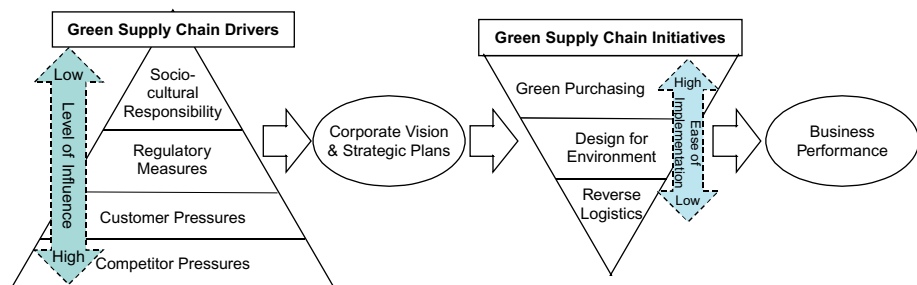 Green Supply Chain Drivers
Low
Level of Influence
High
Socio-
cultural
Responsibility
Regulatory
Measures
Customer Pressures
Competitor Pressures
Corporate Vision
& Strategic Plans
Green Supply Chain Initiatives
Green Purchasing
Design for
Environment
Reverse
Logistics
High
Ease of
Implementation
Low
Business
Performance